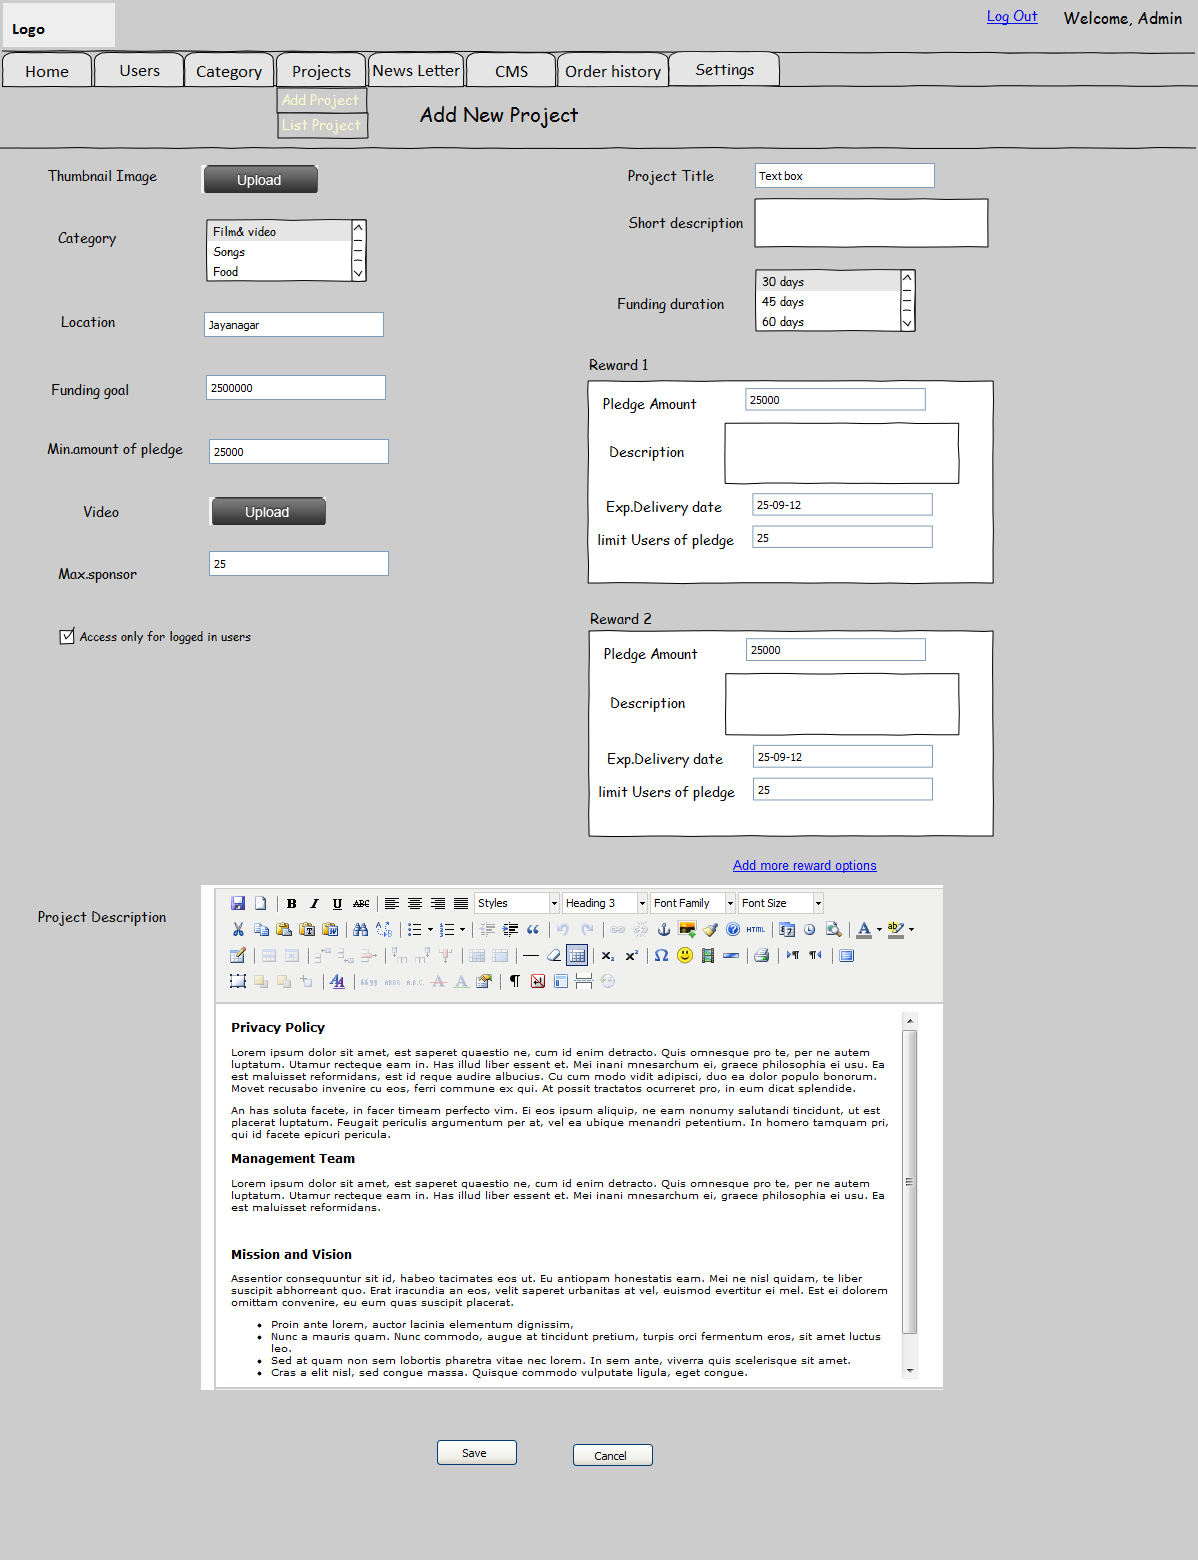 Logo
Log Out Welcome, Admin
Home Users Category Projects News Letter CMS Order history Settings
Add Project
List Project
Add New Project
Thumbnail Image Upload
Category Film& video
Songs
Food
Location Jayanagar
Funding goal 2500000
Min.amount of pledge 25000
Video Upload
Max.sponsor 25
Access only for logged in users
Project Title Text box
Short description
Funding duration 30 days
45 days
60 days
Reward 1
Pledge Amount 25000
Description
Exp.Delivery date 25-09-12
limit Users of pledge 25
Reward 2
Pledge Amount 25000
Description
Exp.Delivery date 25-09-12
limit Users of pledge 25
Add more reward options
Project Description
B I U ABC Styles Heading 3 Font Family Font Size
HTML
Privacy Policy
Lorem ipsum dolor sit amet, est saperet quaestio ne, cum id enim detracto. Quis omnesque pro te, per ne autem
luptatum. Utamur recteque eam in. Has illud liber essent et. Mei inani mnesarchum ei, graece philosophia ei usu. Ea
est maluisset reformidans, est id reque audire albucius. Cu cum modo vidit adipisci, duo ea dolor populo bonorum.
Movet recusabo invenire cu eos, ferri commune ex qui. At possit tractatos ocurreret pro, in eum dicat splendide.
An has soluta facete, in facer timeam perfecto vim. Ei eos ipsum aliquip, ne eam nonumy salutandi tincidunt, ut est
placerat luptatum. Feugait periculis argumentum per at, vel ea ubique menandri petentium. In homero tamquam pri,
qui id facete epicuri pericula.
Management Team
Lorem ipsum dolor sit amet, est saperet quaestio ne, cum id enim detracto. Quis omnesque pro te, per ne autem
luptatum. Utamur recteque eam in. Has illud liber essent et. Mei inani mnesarchum ei, graece philosophia ei usu. Ea
est maluisset reformidans.
Mission and Vision
Assentior consequuntur sit id, habeo tacimates eos ut. Eu antiopam honestatis eam. Mei ne nisl quidam, te liber
suscipit abhorreant quo. Erat iracundia an eos, velit saperet urbanitas at vel, euismod evertitur ei mel. Est ei dolorem
omittam convenire, eu eum quas suscipit placerat.
• Proin ante lorem, auctor lacinia elementum dignissim,
• Nunc a mauris quam. Nunc commodo, augue at tincidunt pretium, turpis orci fermentum eros, sit amet luctus
leo.
• Sed at quam non sem lobortis pharetra vitae nec lorem. In sem ante, viverra quis scelerisque sit amet.
• Cras a elit nisl, sed congue massa. Quisque commodo vulputate ligula, eget congue.
Save Cancel